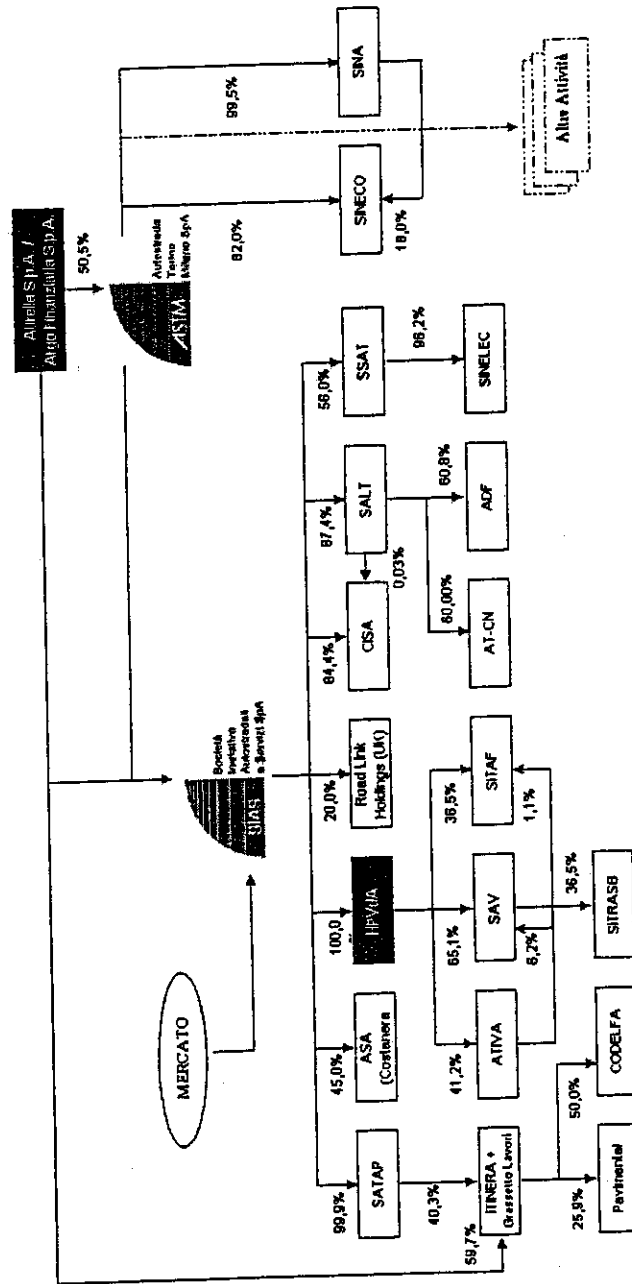 Aurelia S.p.A. /
Argo Finanziaria S.p.A.
50,5%
ASTM
Autostrada
Torino
Milano SpA
99,5%
82,0%
SINA
SINECO
18,0%
Altre Attività
MERCATO
SIAS
Società
Iniziative
Autostradali
e Servizi SpA
99,9%
45,0%
100,0
%
20,0%
84,4%
87,4%
56,0%
SATAP
ASA
(Costanera
HPVdA
Road Link
Holdings (UK)
CISA
SALT
SSAT
0,03%
59,7%
40,3%
41,2%
65,1%
36,5%
60,00%
60,8%
96,2%
ITINERA +
Grassetto Lavori
ATIVA
SAV
SITAF
AT-CN
ADF
SINELEC
6,2%
1,1%
25,9%
50,0%
36,5%
Pavimental
CODELFA
SITRASB